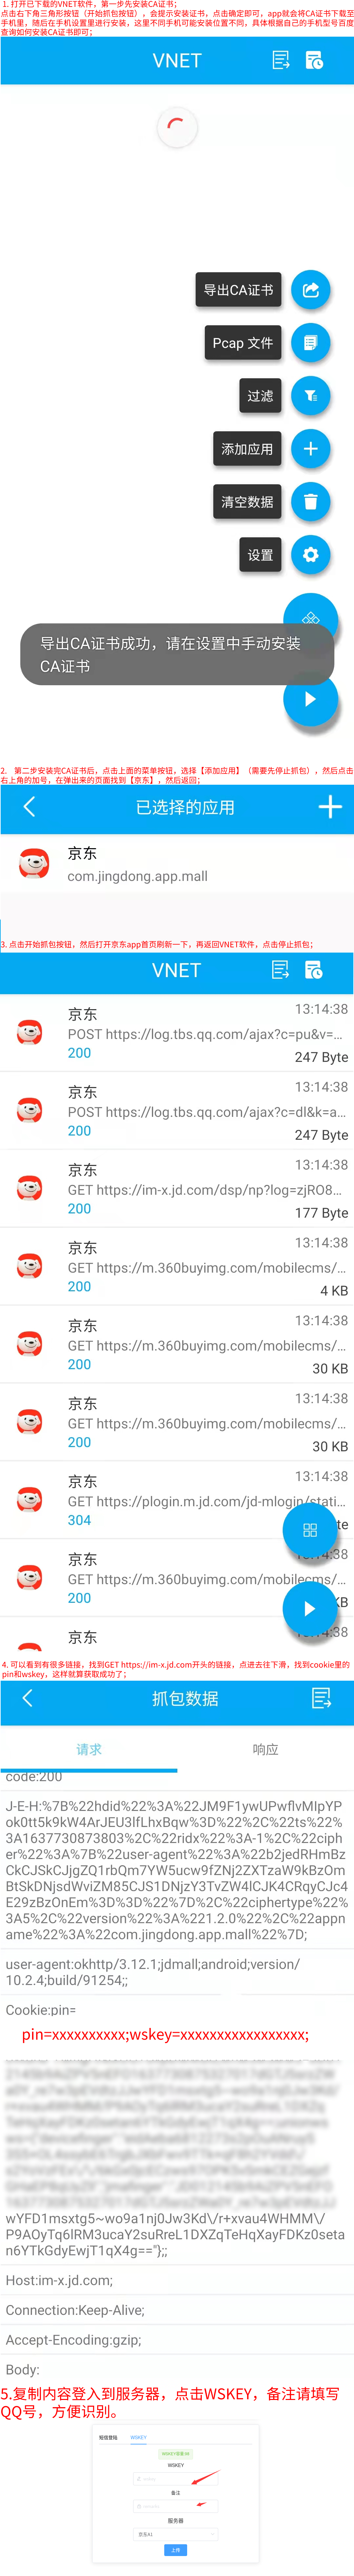 1. 打开已下载的VNET软件，第一步先安装CA证书；
点击右下角三角形按钮（开始抓包按钮），会提示安装证书，点击确定即可，app就会将CA证书下载至
手机里，随后在手机设置里进行安装，这里不同手机可能安装位置不同，具体根据自己的手机型号百度
查询如何安装CA证书即可；
VNET
导出CA证书
Pcap 文件
过滤
添加应用
清空数据
设置
导出CA证书成功，请在设置中手动安装
CA证书
2. 第二步安装完CA证书后，点击上面的菜单按钮，选择【添加应用】（需要先停止抓包），然后点击
右上角的加号，在弹出来的页面找到【京东】，然后返回；
已选择的应用
京东
com.jingdong.app.mall
3. 点击开始抓包按钮，然后打开京东app首页刷新一下，再返回VNET软件，点击停止抓包；
VNET
京东 13:14:38
POST https://log.tbs.qq.com/ajax?c=pu&v=...
200 247 Byte
京东 13:14:38
POST https://log.tbs.qq.com/ajax?c=dl&k=a...
200 247 Byte
京东 13:14:38
GET https://im-x.jd.com/dsp/np?log=zjRO8...
200 177 Byte
京东 13:14:38
GET https://m.360buyimg.com/mobilecms/...
200 4 KB
京东 13:14:38
GET https://m.360buyimg.com/mobilecms/...
200 30 KB
京东 13:14:38
GET https://m.360buyimg.com/mobilecms/...
200 30 KB
京东 13:14:38
GET https://plogin.m.jd.com/jd-mlogin/stati...
304
京东
GET https://m.360buyimg.com/mobilecms/...
200
京东
4. 可以看到有很多链接，找到GET https://im-x.jd.com开头的链接，点进去往下滑，找到cookie里的
pin和wskey，这样就算获取成功了；
抓包数据
请求 响应
code:200
J-E-H:%7B%22hdid%22%3A%22JM9F1ywUPwflvMIpYP
ok0tt5k9kW4ArJEU3lfLhxBqw%3D%22%2C%22ts%22%
3A1637730873803%2C%22ridx%22%3A-1%2C%22ciph
er%22%3A%7B%22user-agent%22%3A%22b2jedRHmBz
CkCJSkCJjgZQ1rbQm7YW5ucw9fZNj2ZXTzaW9kBzOm
BtSkDNjsdWviZM85CJS1DNjzY3TvZW4lCJK4CRqyCJc4
E29zBzOnEm%3D%3D%22%7D%2C%22ciphertype%22%
3A5%2C%22version%22%3A%221.2.0%22%2C%22appn
ame%22%3A%22com.jingdong.app.mall%22%7D;
user-agent:okhttp/3.12.1;jdmall;android;version/
10.2.4;build/91254;;
Cookie:pin=
pin=xxxxxxxxxx;wskey=xxxxxxxxxxxxxxxxx;
wYFD1msxtg5~wo9a1nj0Jw3Kd\/r+xvau4WHMM\/
P9AOyTq6lRM3ucaY2suRreL1DXZqTeHqXayFDKz0seta
n6YTkGdyEwjT1qX4g=="};;
Host:im-x.jd.com;
Connection:Keep-Alive;
Accept-Encoding:gzip;
Body:
5.复制内容登入到服务器，点击WSKEY，备注请填写
QQ号，方便识别。
短信登陆 WSKEY
WSKEY
备注
服务器
京东A1
上传